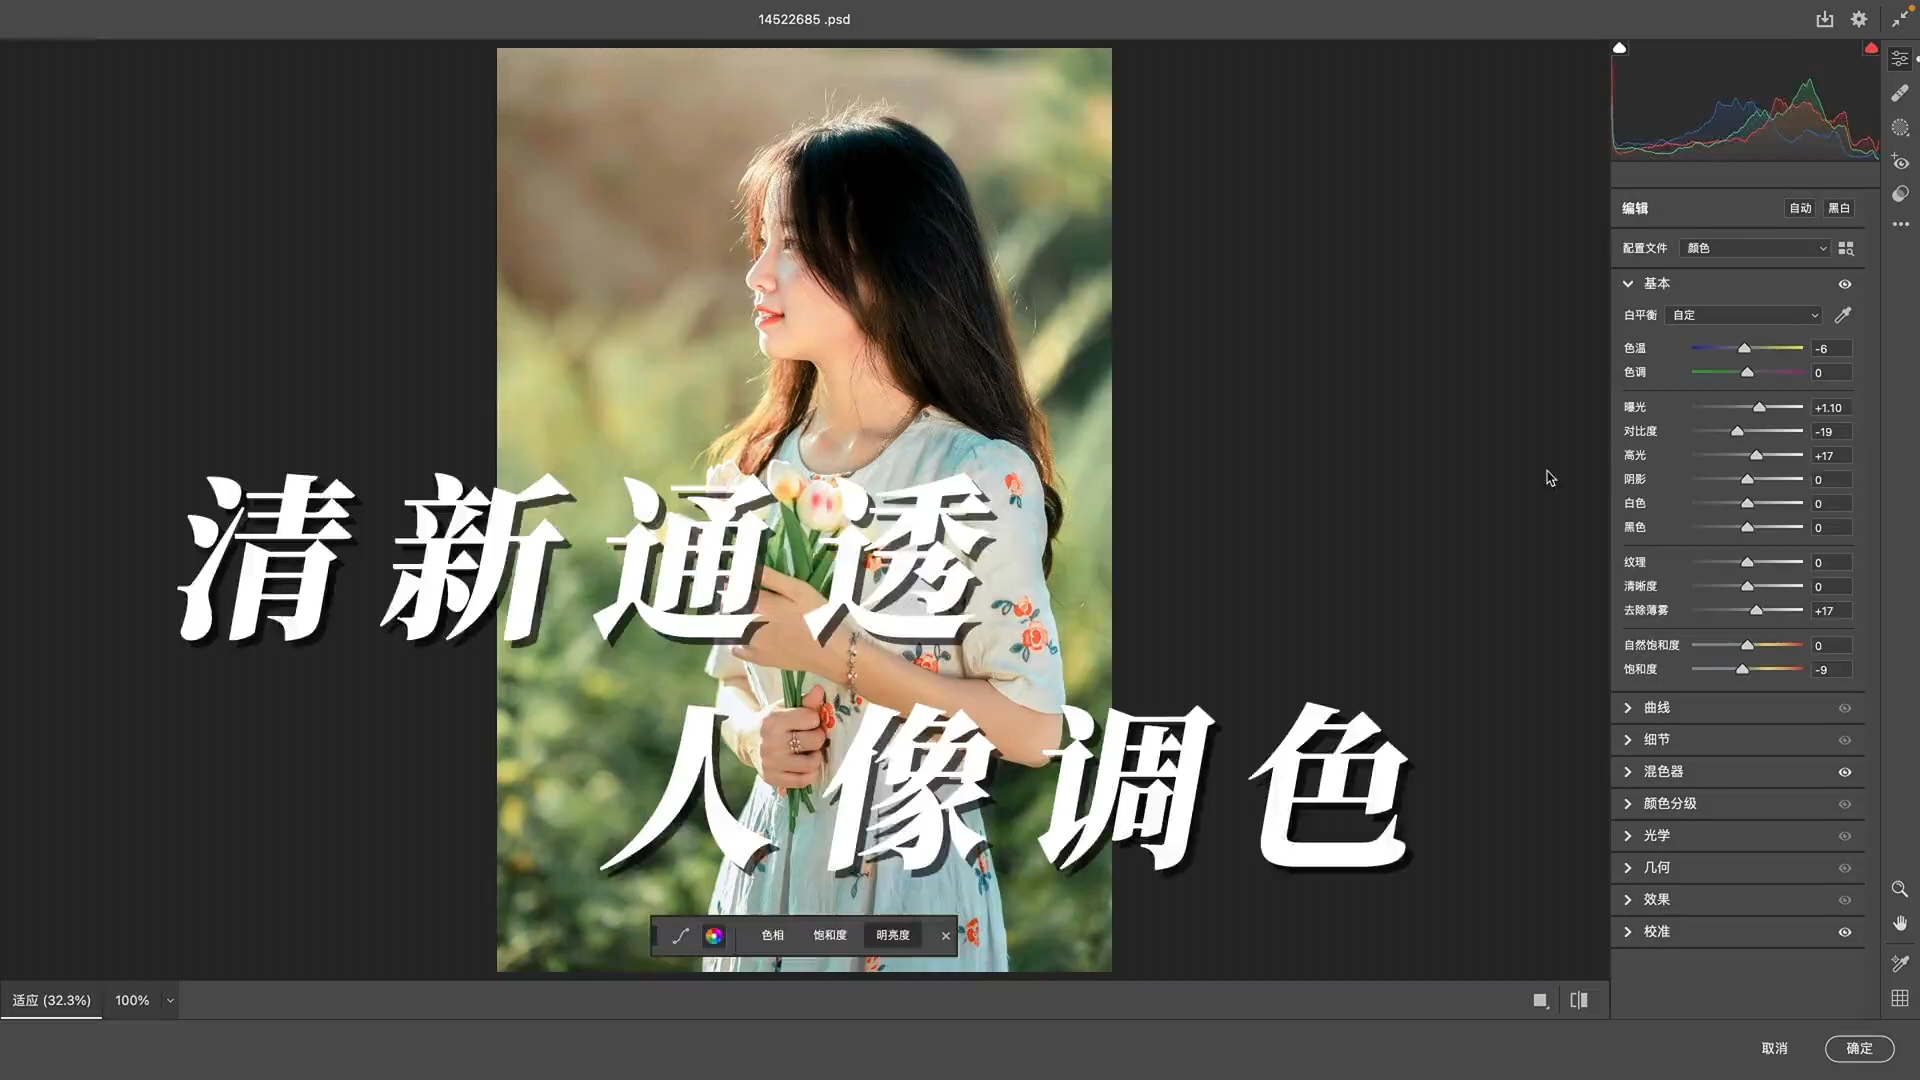 14522685 .psd
编辑
自动
黑白
配置文件
颜色
基本
白平衡
自定
色温
-6
色调
0
曝光
+1.10
对比度
-19
高光
+17
阴影
0
白色
0
黑色
0
纹理
0
清晰度
0
去除薄雾
+17
自然饱和度
0
饱和度
-9
曲线
细节
混色器
颜色分级
光学
几何
效果
校准
清新通透
人像调色
色相
饱和度
明亮度
适应 (32.3%)
100%
取消
确定